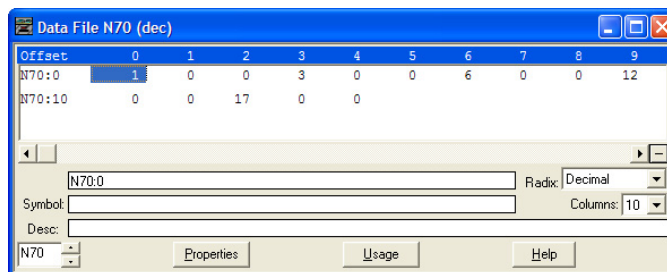 Data File N70 (dec)
Offset 0 1 2 3 4 5 6 7 8 9
N70:0 1 0 0 3 0 0 6 0 0 12
N70:10 0 0 17 0 0
N70:0 Radix: Decimal
Symbol: Columns: 10
Desc:
N70 Properties Usage Help